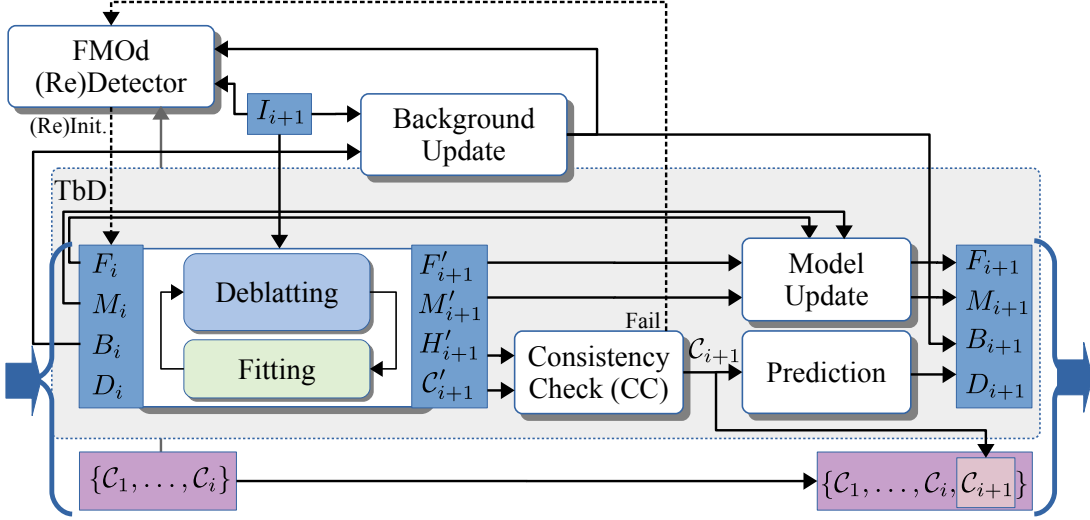 FMOd
(Re)Detector
(Re)Init.
I_{i+1}
Background
Update
TbD
F_i
M_i
B_i
D_i
Deblatting
Fitting
F'_{i+1}
M'_{i+1}
H'_{i+1}
𝒞'_{i+1}
Fail
Consistency
Check (CC)
𝒞_{i+1}
Model
Update
Prediction
F_{i+1}
M_{i+1}
B_{i+1}
D_{i+1}
{𝒞_1, . . . , 𝒞_i}
{𝒞_1, . . . , 𝒞_i, 𝒞_{i+1}}